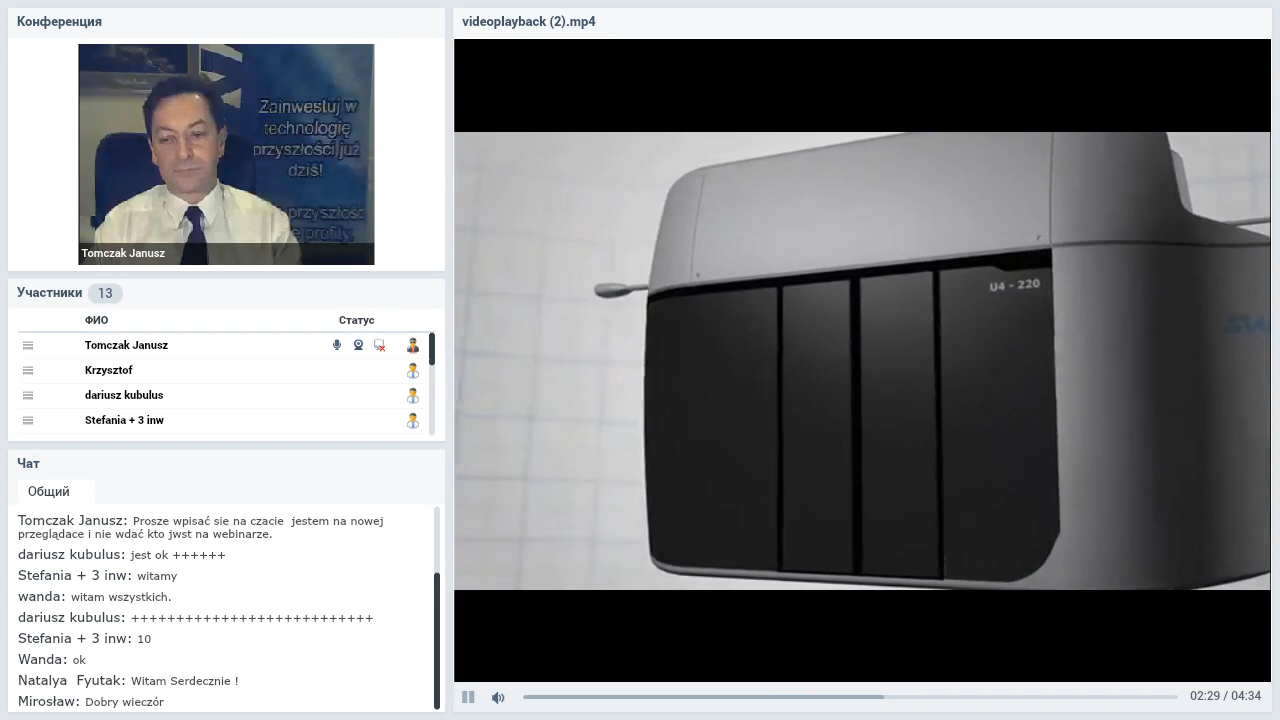 Конференция
Zainwestuj w
technologię
przyszłości już
dziś!
Tomczak Janusz
Участники 13
ФИО Статус
Tomczak Janusz
Krzysztof
dariusz kubulus
Stefania + 3 inw
Чат
Общий
Tomczak Janusz: Prosze wpisać sie na czacie  jestem na nowej
przeglądace i nie wdać kto jwst na webinarze.
dariusz kubulus: jest ok ++++++
Stefania + 3 inw: witamy
wanda: witam wszystkich.
dariusz kubulus: +++++++++++++++++++++++++++
Stefania + 3 inw: 10
Wanda: ok
Natalya  Fyutak: Witam Serdecznie !
Mirosław: Dobry wieczór
videoplayback (2).mp4
U4 - 220
02:29 / 04:34